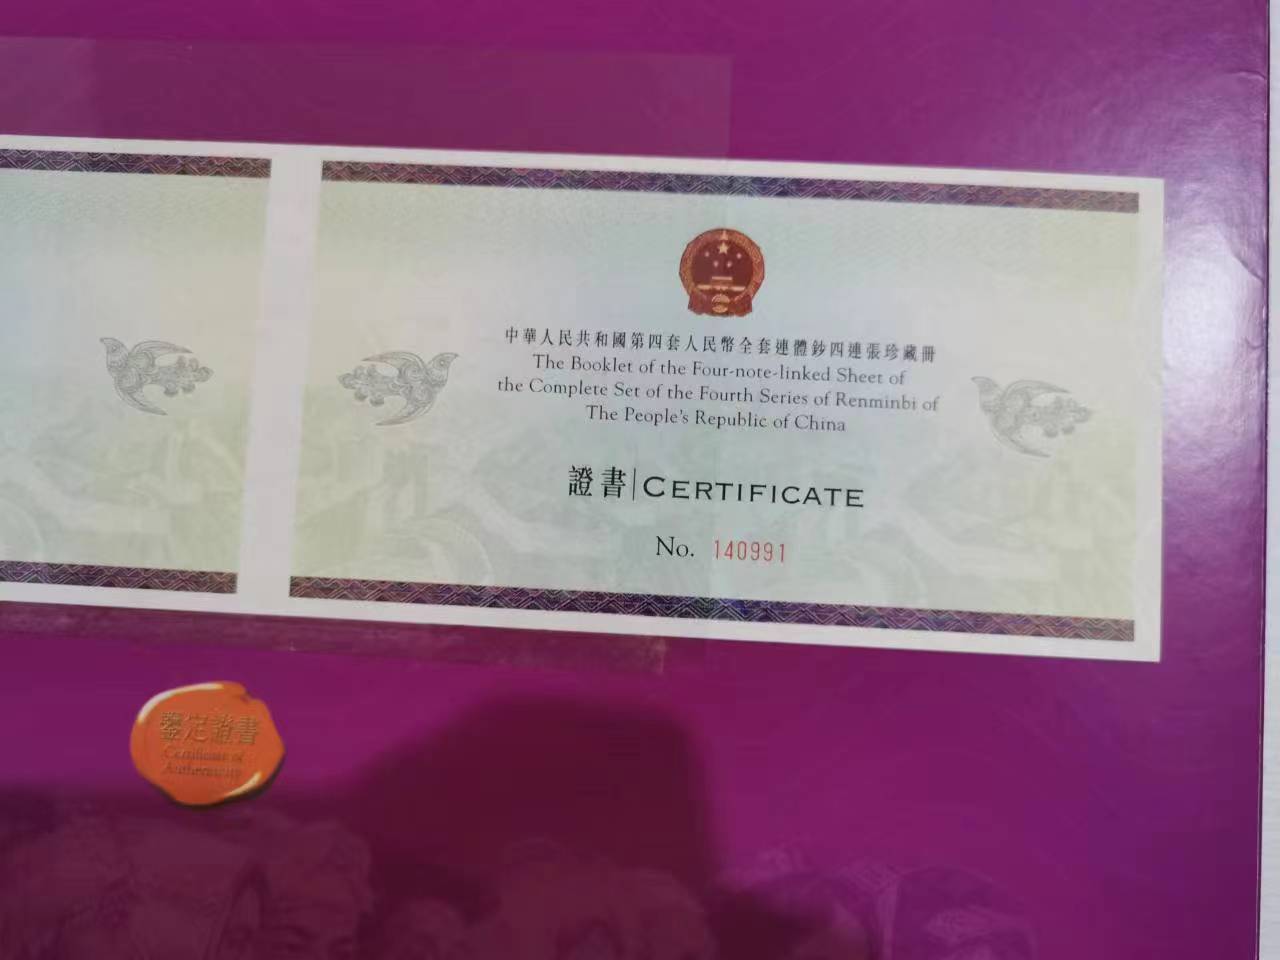 中華人民共和國第四套人民幣全套連體鈔四連張珍藏冊
The Booklet of the Four-note-linked Sheet of
the Complete Set of the Fourth Series of Renminbi of
The People's Republic of China
證書|CERTIFICATE
No. 140991
鑒定證書
Certificate of
Authenticity